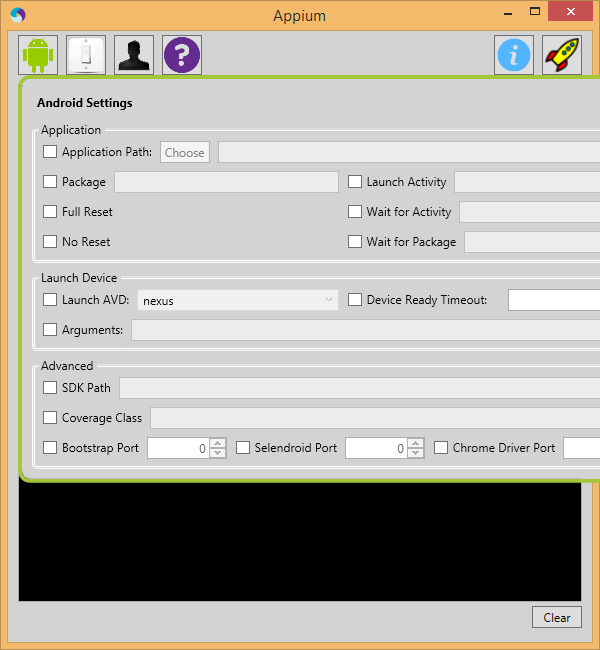 Appium
Android Settings
Application
Application Path: Choose
Package Launch Activity
Full Reset Wait for Activity
No Reset Wait for Package
Launch Device
Launch AVD: nexus Device Ready Timeout:
Arguments:
Advanced
SDK Path
Coverage Class
Bootstrap Port 0 Selendroid Port 0 Chrome Driver Port
Clear